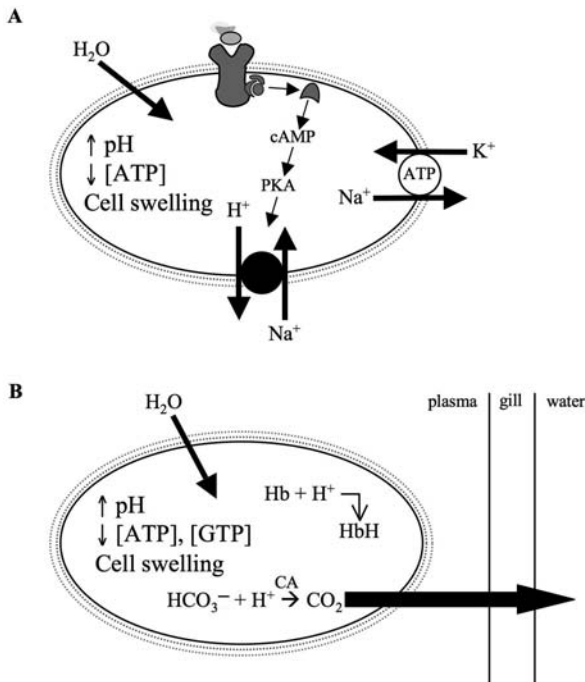 A
H₂O
↑ pH
↓ [ATP]
Cell swelling
cAMP
PKA
H⁺
Na⁺
K⁺
ATP
Na⁺
B
plasma gill water
H₂O
↑ pH
↓ [ATP], [GTP]
Cell swelling
Hb + H⁺
HbH
CA
HCO₃⁻ + H⁺ → CO₂